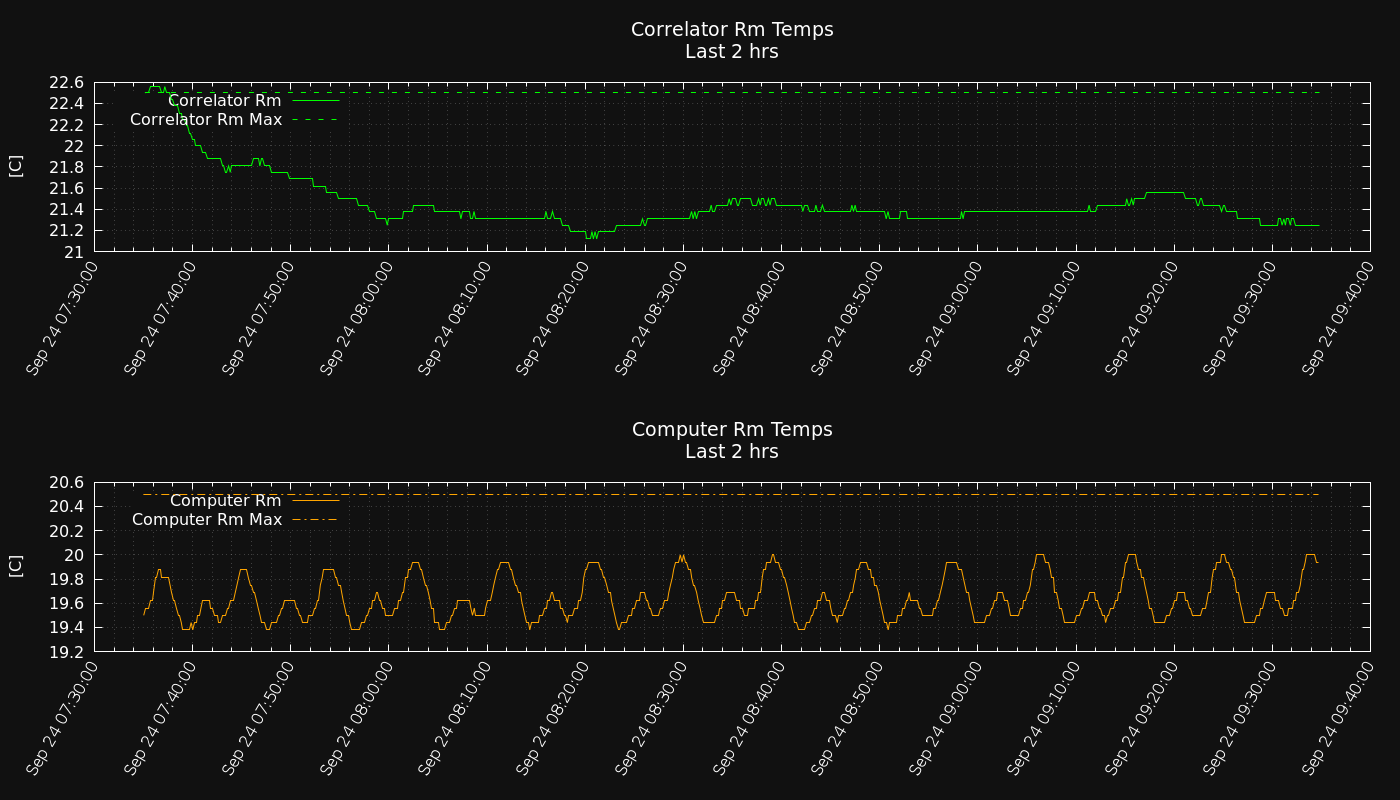 Correlator Rm Temps
Last 2 hrs
22.6
22.4
22.2
22
21.8
21.6
21.4
21.2
21
[C]
Correlator Rm
Correlator Rm Max
Sep 24 07:30:00
Sep 24 07:40:00
Sep 24 07:50:00
Sep 24 08:00:00
Sep 24 08:10:00
Sep 24 08:20:00
Sep 24 08:30:00
Sep 24 08:40:00
Sep 24 08:50:00
Sep 24 09:00:00
Sep 24 09:10:00
Sep 24 09:20:00
Sep 24 09:30:00
Sep 24 09:40:00
Computer Rm Temps
Last 2 hrs
20.6
20.4
20.2
20
19.8
19.6
19.4
19.2
[C]
Computer Rm
Computer Rm Max
Sep 24 07:30:00
Sep 24 07:40:00
Sep 24 07:50:00
Sep 24 08:00:00
Sep 24 08:10:00
Sep 24 08:20:00
Sep 24 08:30:00
Sep 24 08:40:00
Sep 24 08:50:00
Sep 24 09:00:00
Sep 24 09:10:00
Sep 24 09:20:00
Sep 24 09:30:00
Sep 24 09:40:00